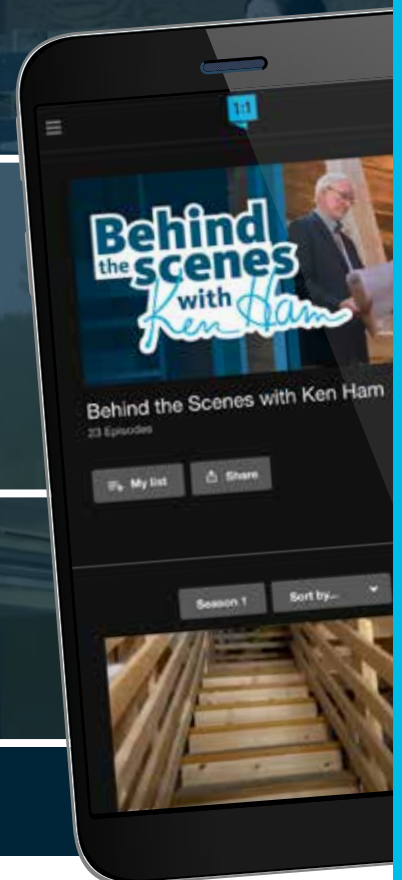 1:1
Behind
the scenes
with
Ken Ham
Behind the Scenes with Ken Ham
23 Episodes
My list
Share
Season 1
Sort by...